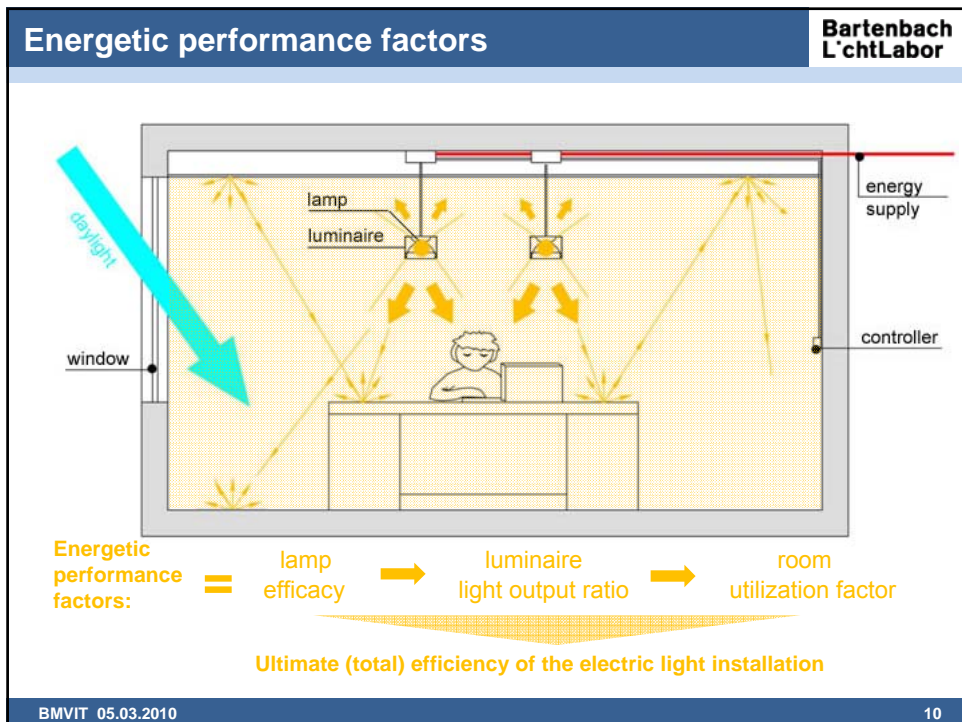 Energetic performance factors
Bartenbach
L'chtLabor
lamp
luminaire
energy
supply
daylight
window
controller
Energetic
performance
factors:
=
lamp
efficacy
luminaire
light output ratio
room
utilization factor
Ultimate (total) efficiency of the electric light installation
BMVIT 05.03.2010
10